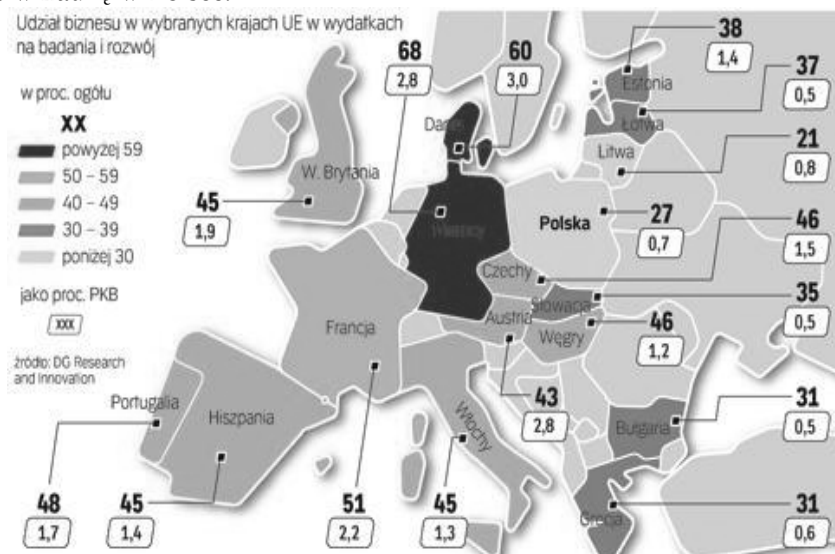 Udział biznesu w wybranych krajach UE w wydatkach
na badania i rozwój
w proc. ogółu
XX
powyżej 59
50 – 59
40 – 49
30 – 39
poniżej 30
jako proc. PKB
XXX
źródło: DG Research
and Innovation
68
2,8
60
3,0
38
1,4
37
0,5
21
0,8
27
0,7
46
1,5
35
0,5
46
1,2
43
2,8
31
0,5
31
0,6
45
1,9
48
1,7
45
1,4
51
2,2
45
1,3
Estonia
Łotwa
Litwa
Dania
W. Brytania
Niemcy
Polska
Czechy
Słowacja
Austria
Węgry
Francja
Portugalia
Hiszpania
Włochy
Bułgaria
Grecja